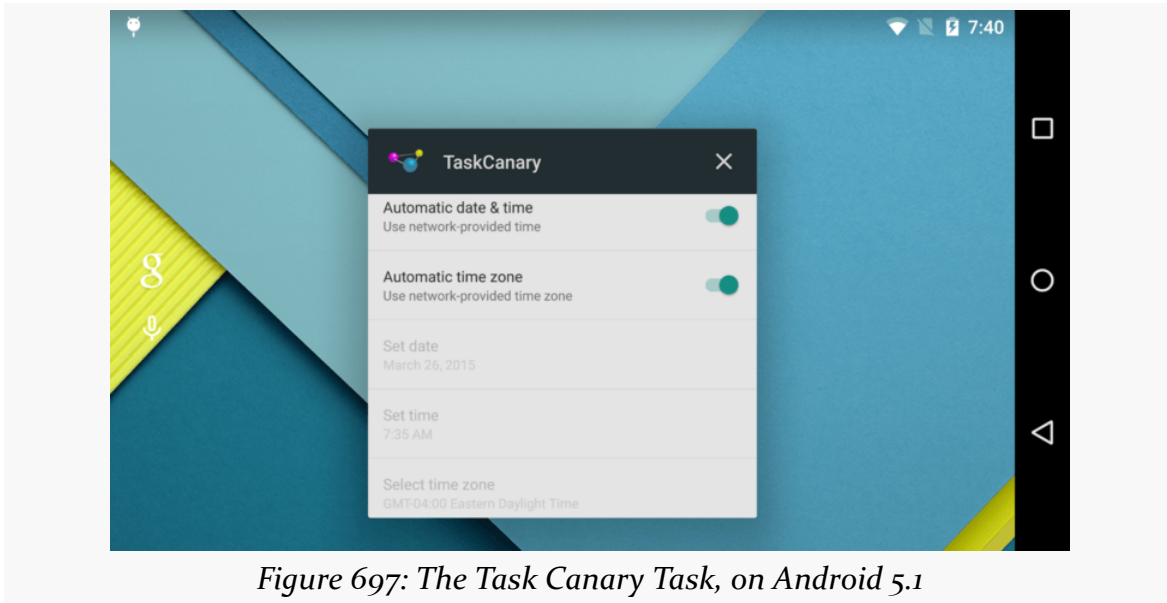 7:40
TaskCanary
Automatic date & time
Use network-provided time
Automatic time zone
Use network-provided time zone
g
Set date
March 26, 2015
Set time
7:35 AM
Select time zone
GMT-04:00 Eastern Daylight Time
Figure 697: The Task Canary Task, on Android 5.1